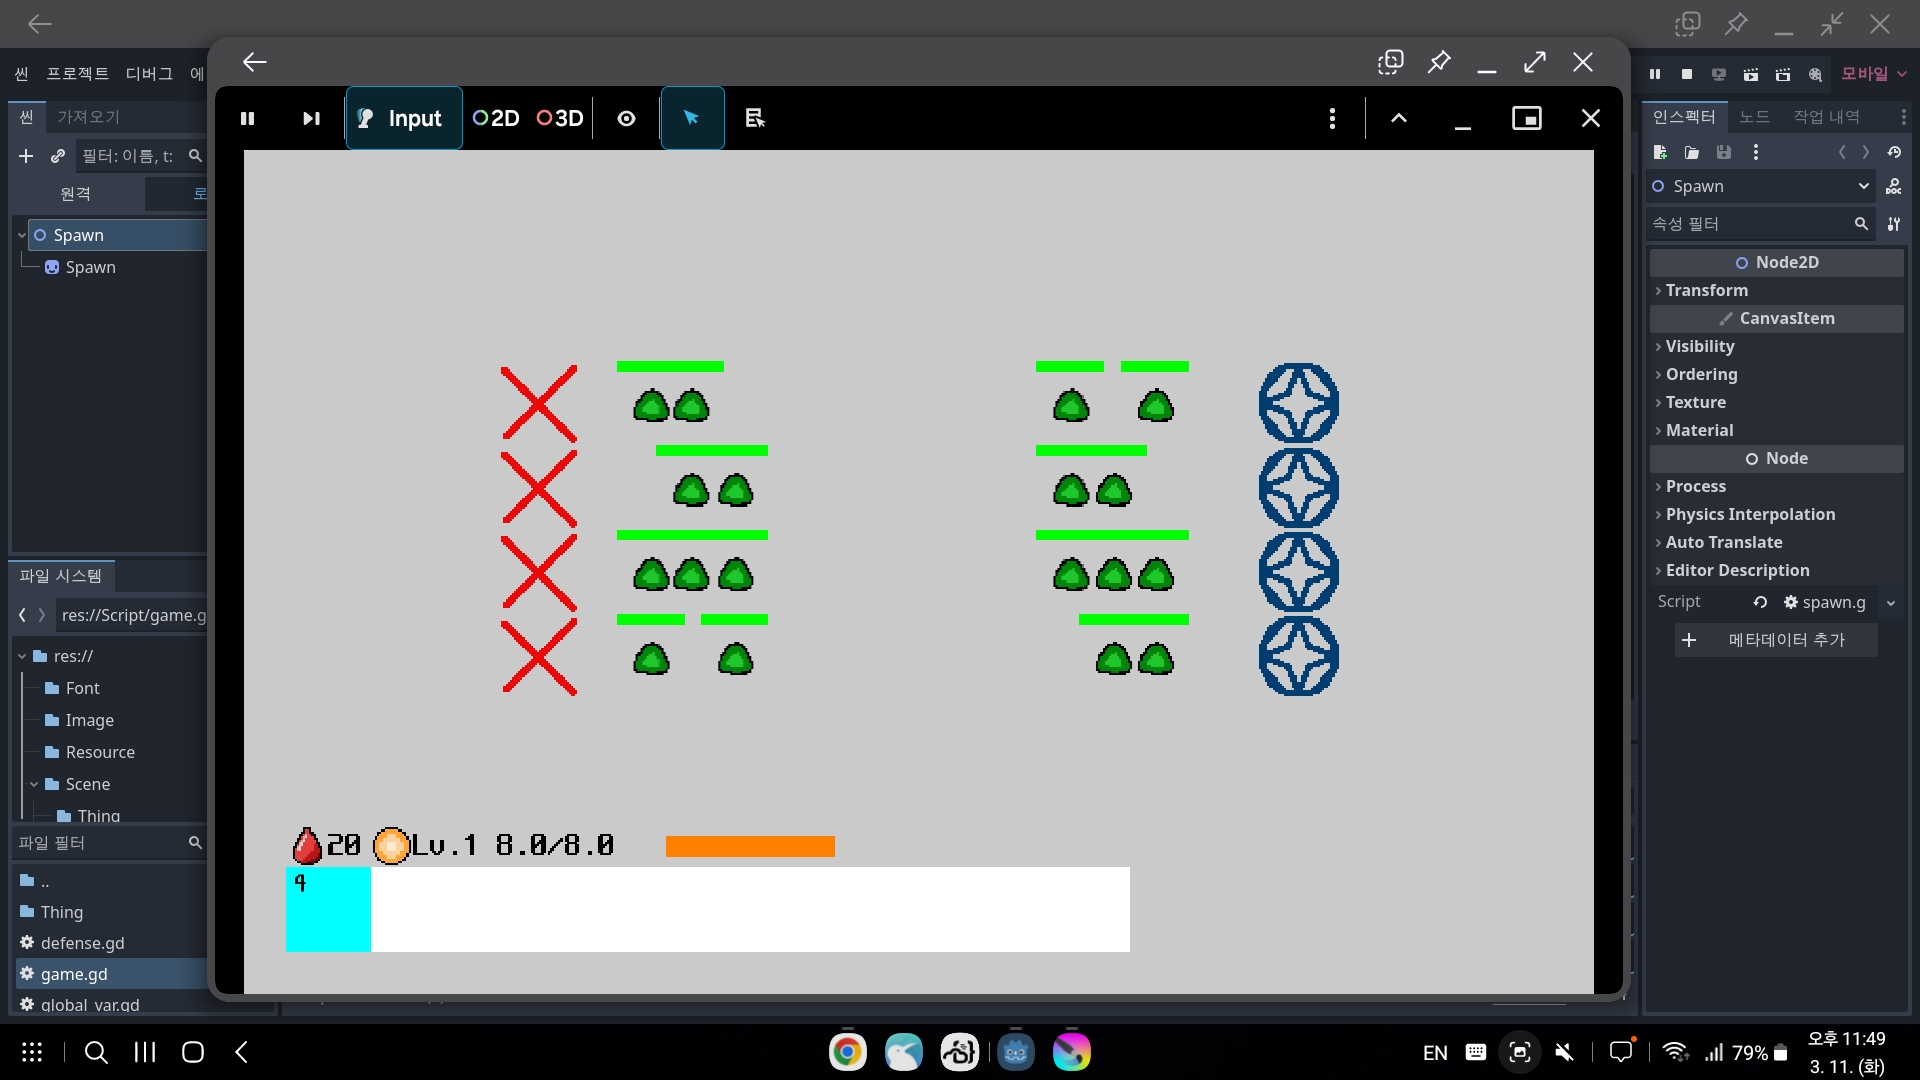 씬 프로젝트 디버그 에
모바일
Input 2D 3D
씬 가져오기
필터: 이름, t:
원격 로
Spawn
Spawn
파일 시스템
res://Script/game.g
res://
Font
Image
Resource
Scene
Thing
파일 필터
..
Thing
defense.gd
game.gd
global_var.gd
20 Lv.1 8.0/8.0
인스펙터 노드 작업 내역
Spawn
DOC
속성 필터
Node2D
Transform
CanvasItem
Visibility
Ordering
Texture
Material
Node
Process
Physics Interpolation
Auto Translate
Editor Description
Script spawn.g
메타데이터 추가
EN 79% 오후 11:49
3. 11. (화)